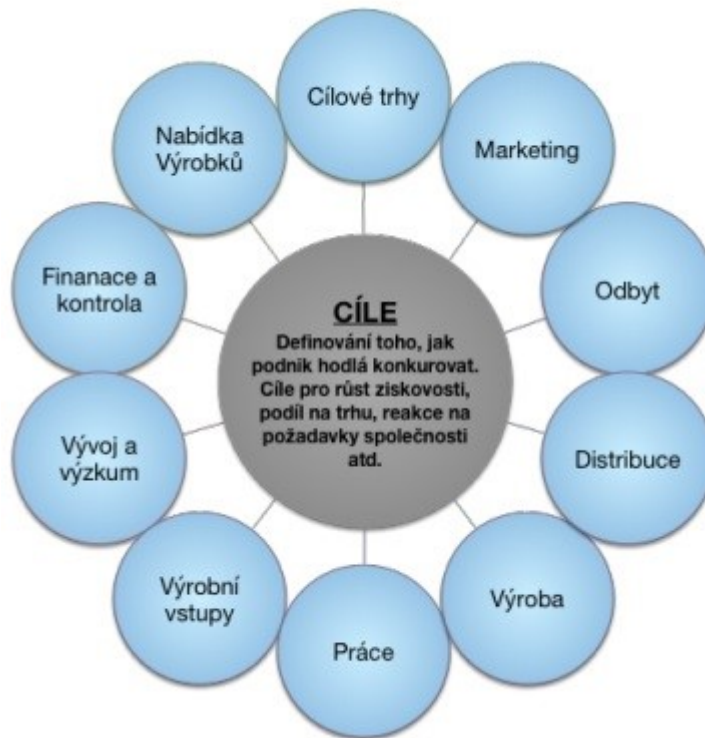 Cílové trhy
Marketing
Odbyt
Distribuce
Výroba
Práce
Výrobní
vstupy
Vývoj a
výzkum
Finanace a
kontrola
Nabídka
Výrobků
CÍLE
Definování toho, jak
podnik hodlá konkurovat.
Cíle pro růst ziskovosti,
podíl na trhu, reakce na
požadavky společnosti
atd.